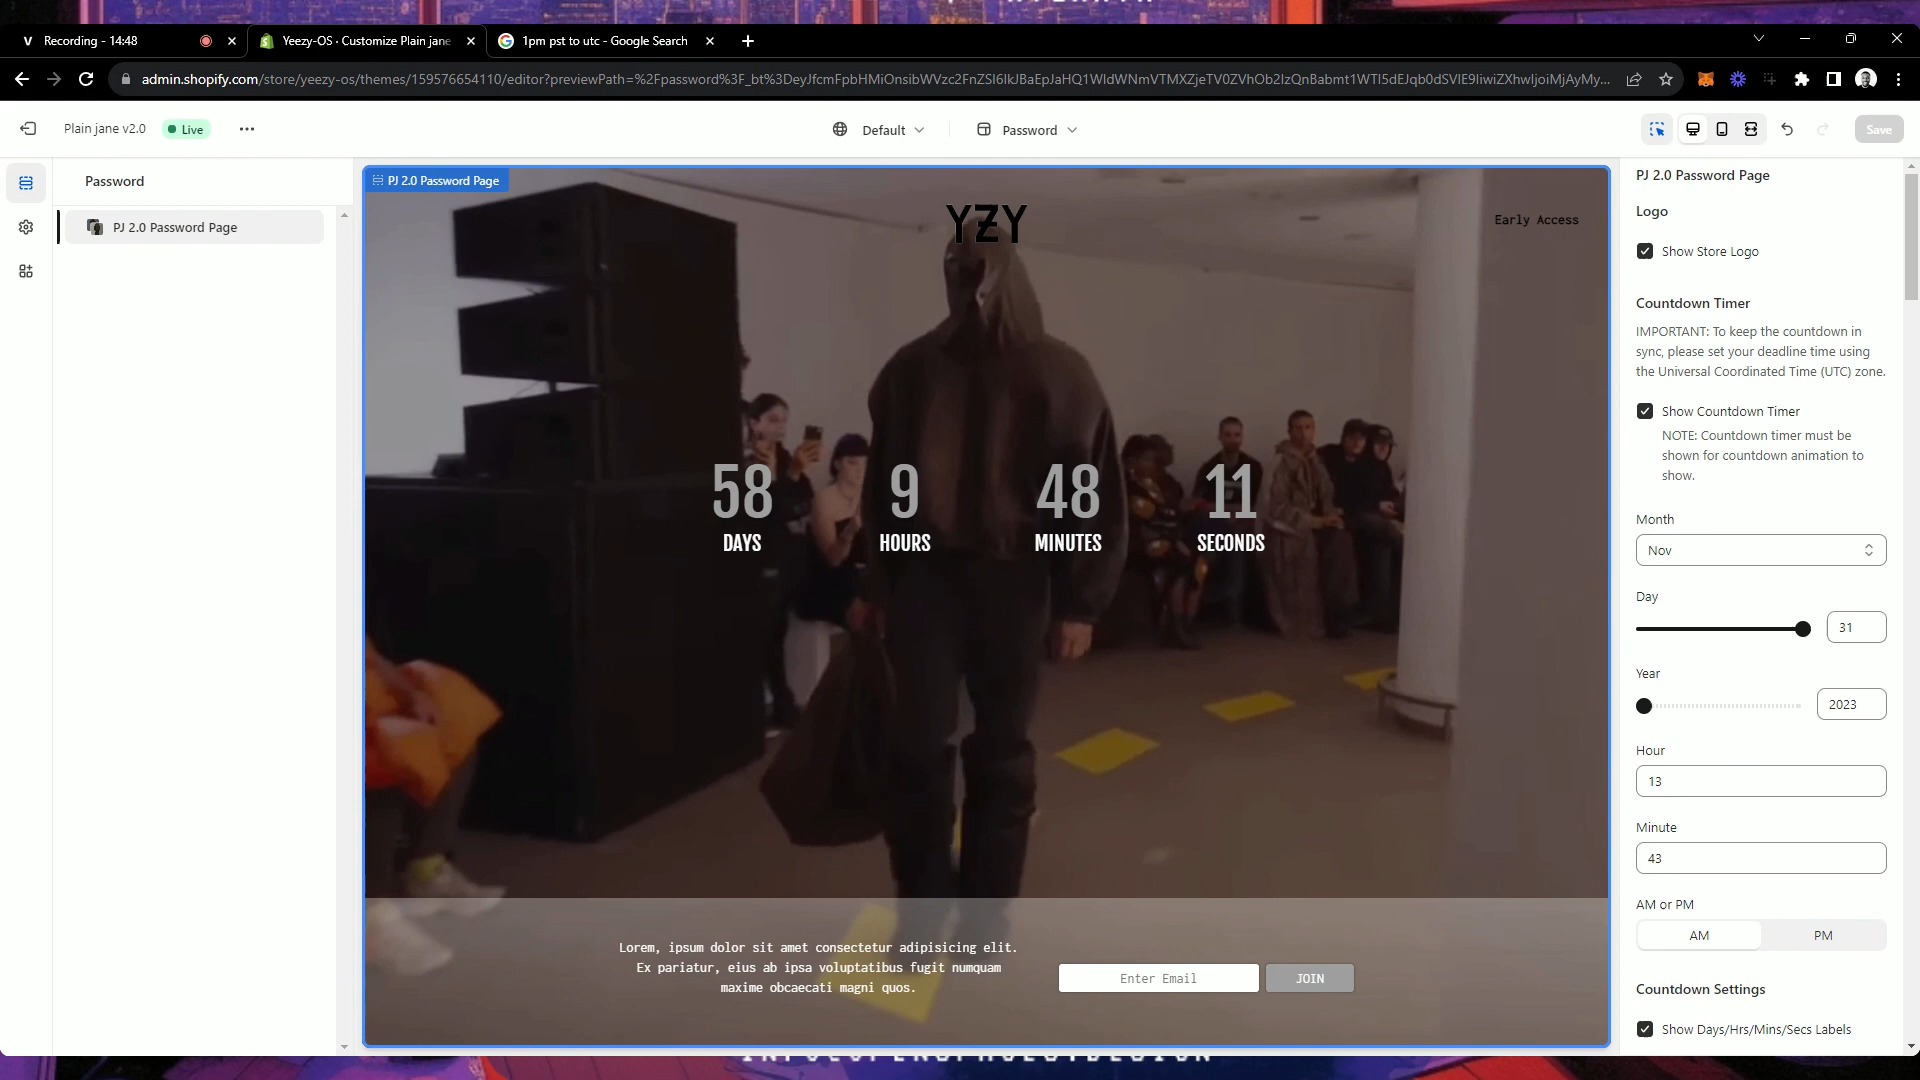 Recording - 14:48
Yeezy-OS · Customize Plain jane
1pm pst to utc - Google Search
admin.shopify.com/store/yeezy-os/themes/159576654110/editor?previewPath=%2Fpassword%3F_bt%3DeyJfcmFpbHMiOnsibWVzc2FnZSI6IkJBaEpJaHQ1WldWNmVTMXZjeTV0ZVhOb2IzQnBabmt1WTI5dEJqb0dSVlE9IiwiZXhwIjoiMjAyMy...
Plain jane v2.0
Live
Default
Password
Save
Password
PJ 2.0 Password Page
PJ 2.0 Password Page
YZY
Early Access
58
9
48
11
DAYS
HOURS
MINUTES
SECONDS
Lorem, ipsum dolor sit amet consectetur adipisicing elit.
Ex pariatur, eius ab ipsa voluptatibus fugit numquam
maxime obcaecati magni quos.
Enter Email
JOIN
PJ 2.0 Password Page
Logo
Show Store Logo
Countdown Timer
IMPORTANT: To keep the countdown in
sync, please set your deadline time using
the Universal Coordinated Time (UTC) zone.
Show Countdown Timer
NOTE: Countdown timer must be
shown for countdown animation to
show.
Month
Nov
Day
31
Year
2023
Hour
13
Minute
43
AM or PM
AM
PM
Countdown Settings
Show Days/Hrs/Mins/Secs Labels